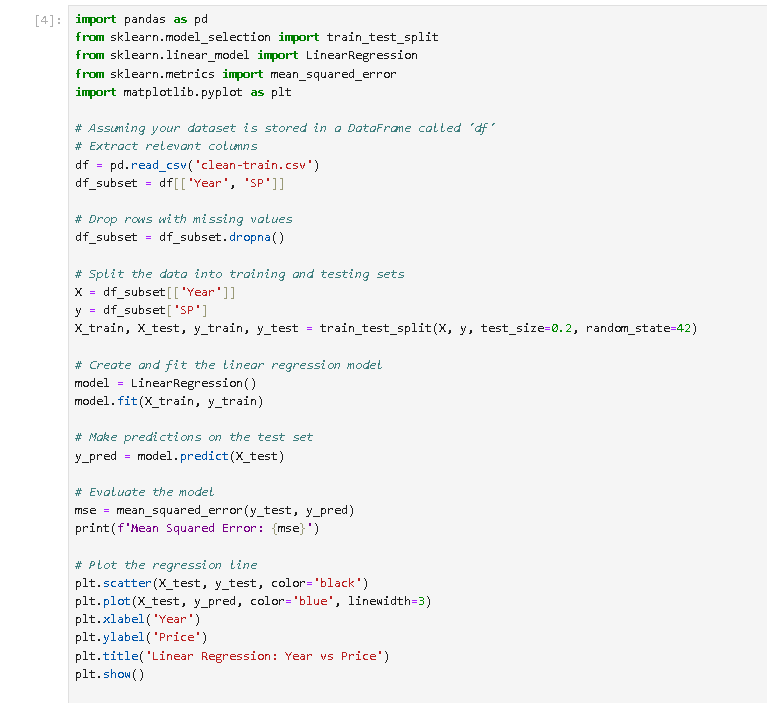 [4]: import pandas as pd
from sklearn.model_selection import train_test_split
from sklearn.linear_model import LinearRegression
from sklearn.metrics import mean_squared_error
import matplotlib.pyplot as plt
# Assuming your dataset is stored in a DataFrame called 'df'
# Extract relevant columns
df = pd.read_csv('clean-train.csv')
df_subset = df[['Year', 'SP']]
# Drop rows with missing values
df_subset = df_subset.dropna()
# Split the data into training and testing sets
X = df_subset[['Year']]
y = df_subset['SP']
X_train, X_test, y_train, y_test = train_test_split(X, y, test_size=0.2, random_state=42)
# Create and fit the linear regression model
model = LinearRegression()
model.fit(X_train, y_train)
# Make predictions on the test set
y_pred = model.predict(X_test)
# Evaluate the model
mse = mean_squared_error(y_test, y_pred)
print(f'Mean Squared Error: {mse}')
# Plot the regression line
plt.scatter(X_test, y_test, color='black')
plt.plot(X_test, y_pred, color='blue', linewidth=3)
plt.xlabel('Year')
plt.ylabel('Price')
plt.title('Linear Regression: Year vs Price')
plt.show()